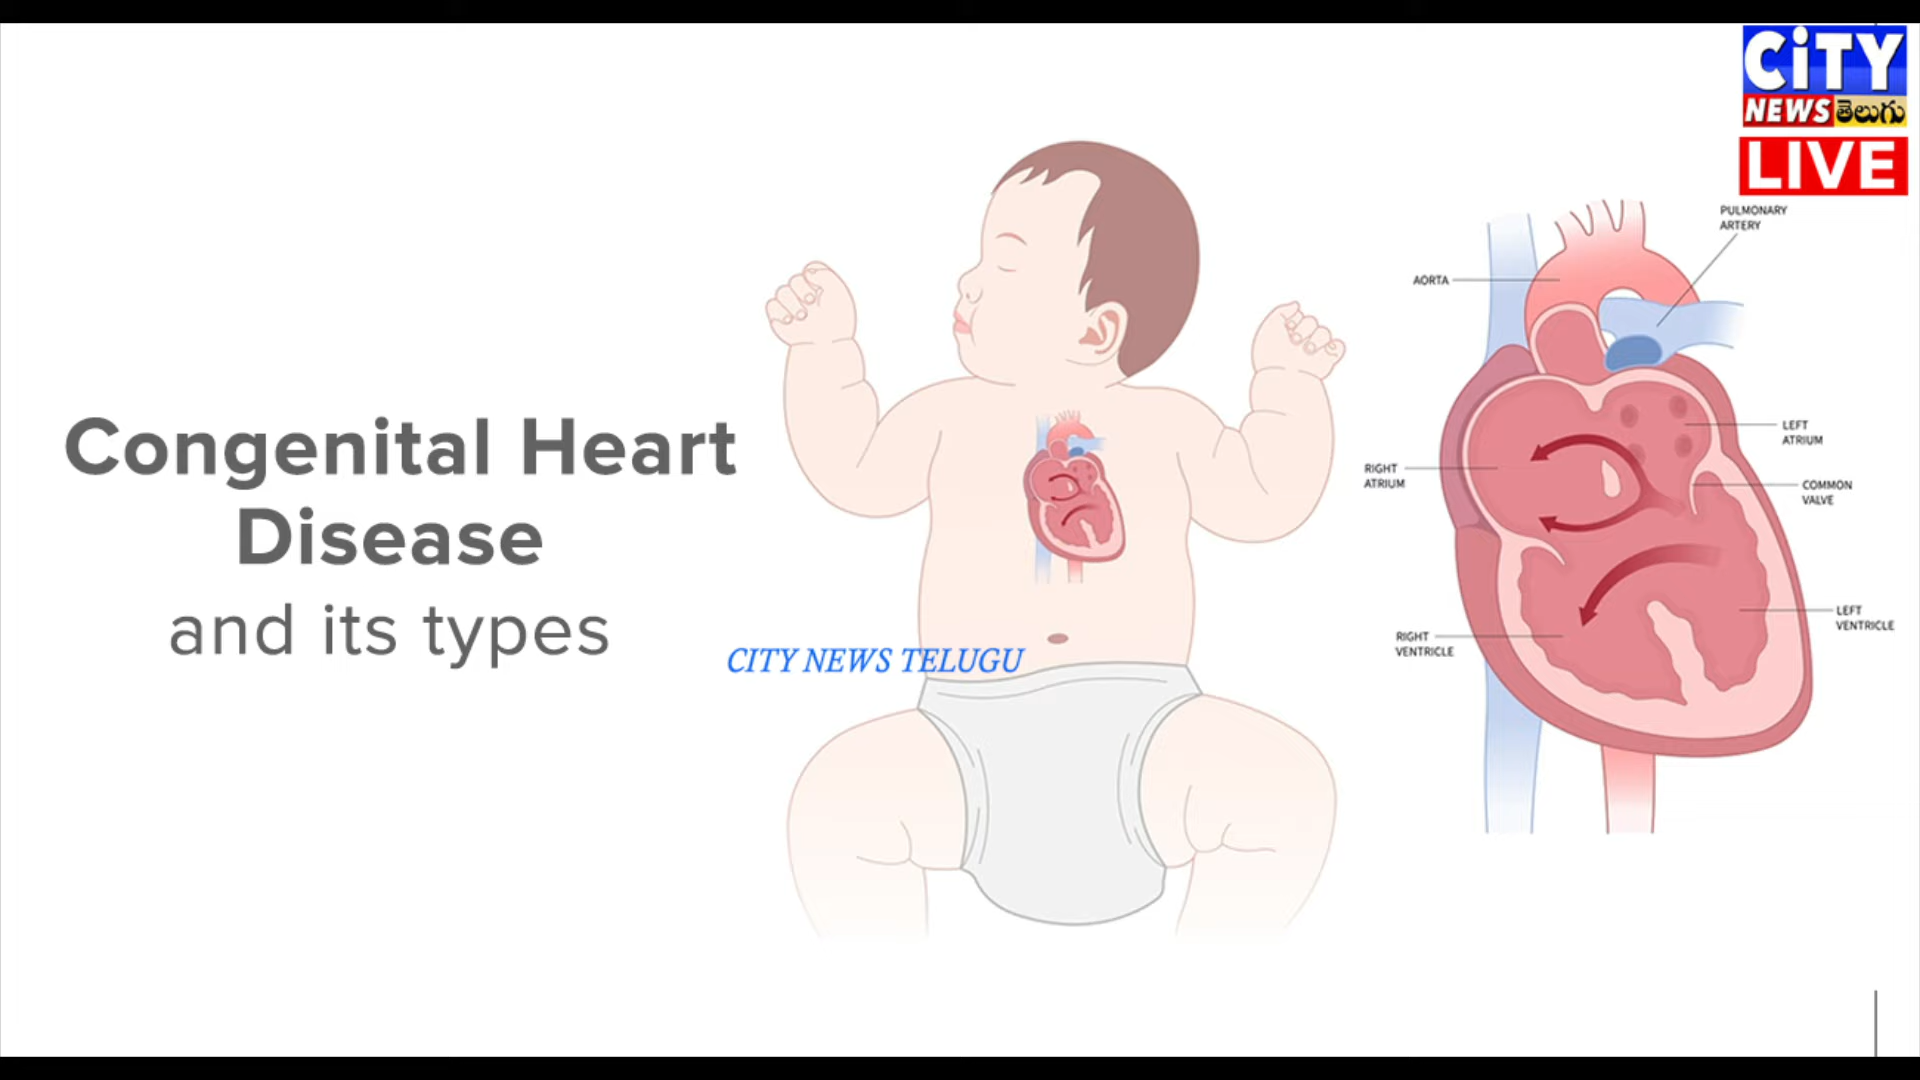 CiTY
NEWS తెలుగు
LIVE
PULMONARY
ARTERY
AORTA
LEFT
ATRIUM
RIGHT
ATRIUM
COMMON
VALVE
LEFT
VENTRICLE
RIGHT
VENTRICLE
Congenital Heart
Disease
and its types
CITY NEWS TELUGU